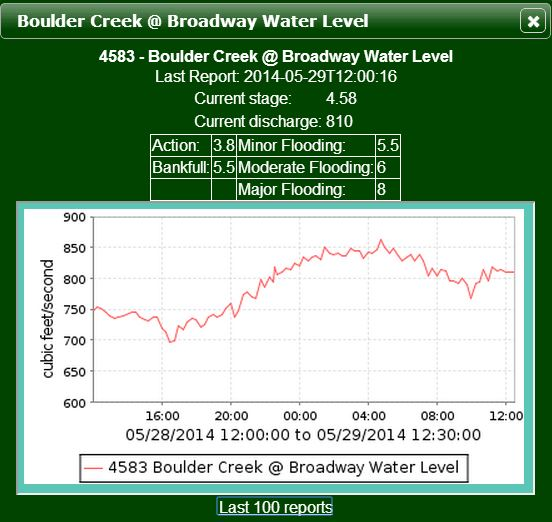 Boulder Creek @ Broadway Water Level
4583 - Boulder Creek @ Broadway Water Level
Last Report: 2014-05-29T12:00:16
Current stage: 4.58
Current discharge: 810
Action: 3.8 Minor Flooding: 5.5
Bankfull: 5.5 Moderate Flooding: 6
Major Flooding: 8
900
850
800
750
700
650
600
cubic feet/second
16:00 20:00 00:00 04:00 08:00 12:00
05/28/2014 12:00:00 to 05/29/2014 12:30:00
4583 Boulder Creek @ Broadway Water Level
Last 100 reports